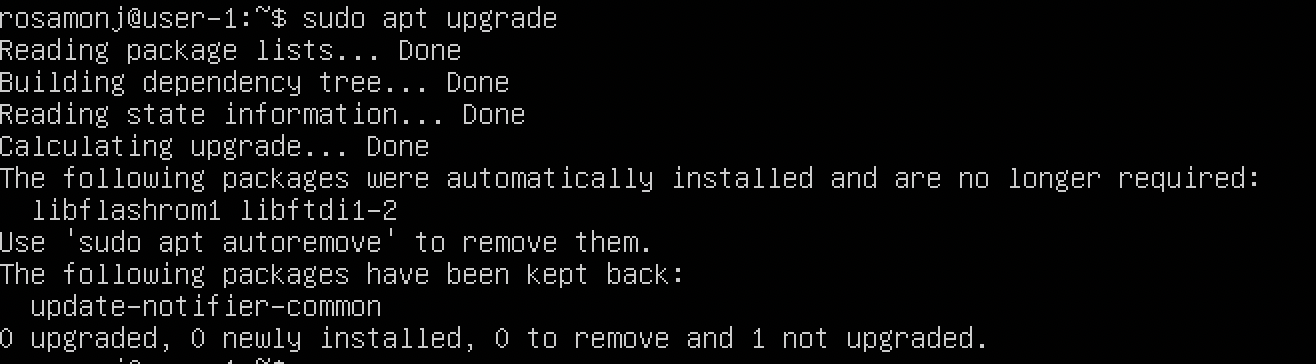 rosamonj@user-1:~$ sudo apt upgrade
Reading package lists... Done
Building dependency tree... Done
Reading state information... Done
Calculating upgrade... Done
The following packages were automatically installed and are no longer required:
  libflashrom1 libftdi1-2
Use 'sudo apt autoremove' to remove them.
The following packages have been kept back:
  update-notifier-common
0 upgraded, 0 newly installed, 0 to remove and 1 not upgraded.